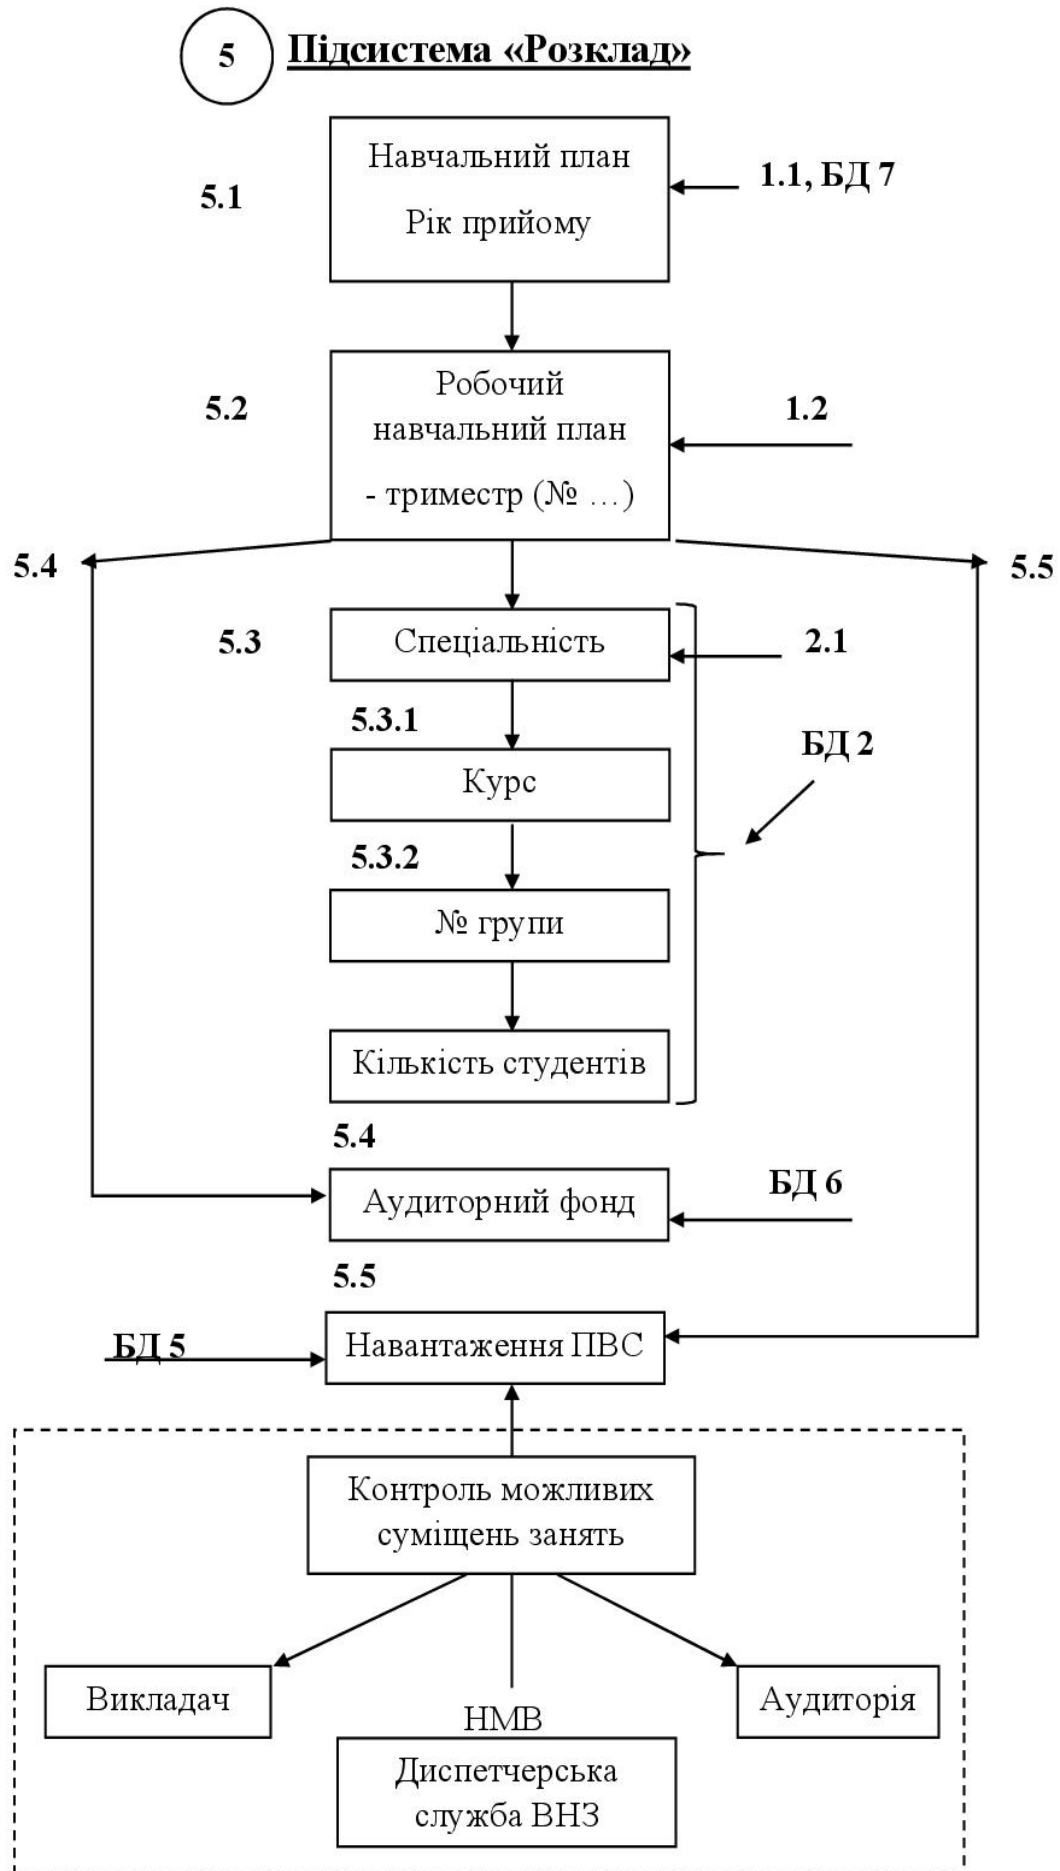 5 Підсистема «Розклад»
Навчальний план
1.1, БД 7
5.1
Рік прийому
Робочий
5.2
1.2
навчальний план
- триместр (№ …)
5.4
5.5
5.3
Спеціальність
2.1
5.3.1
БД 2
Курс
5.3.2
№ групи
Кількість студентів
5.4
БД 6
Аудиторний фонд
5.5
БД 5
Навантаження ПВС
Контроль можливих
суміщень занять
Викладач
Аудиторія
НМВ
Диспетчерська
служба ВНЗ